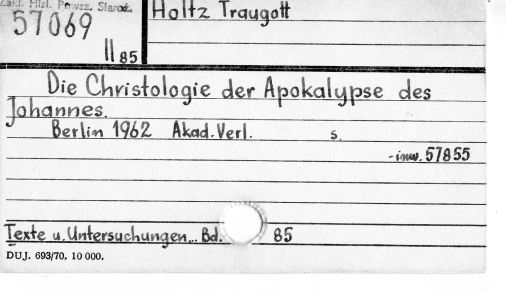 Zakł. Hist. Powsz. Staroż.
57069
II 85
Holtz Traugott
Die Christologie der Apokalypse des
Johannes.
Berlin 1962 Akad. Verl. s.
- inw. 57855
Texte u. Untersuchungen... Bd. 85
DUJ. 693/70. 10 000.